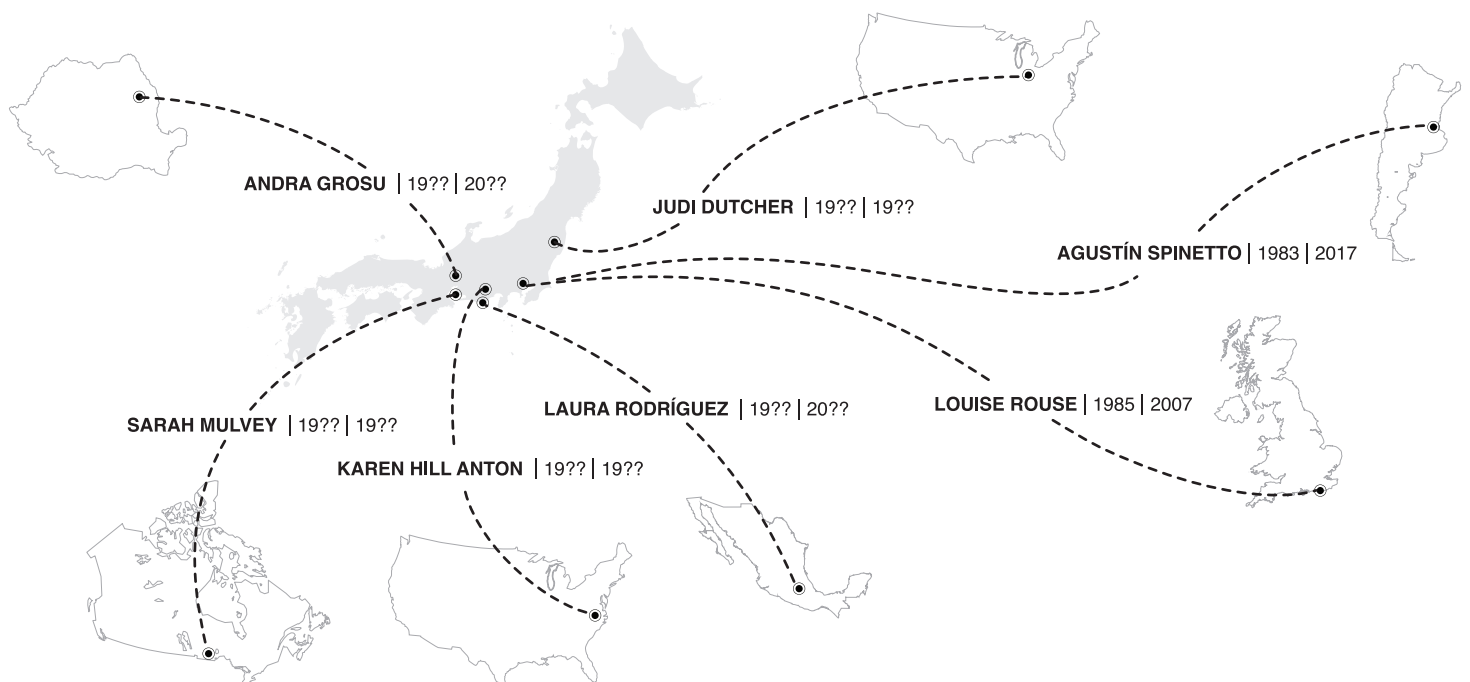 ANDRA GROSU | 19?? | 20??
JUDI DUTCHER | 19?? | 19??
AGUSTÍN SPINETTO | 1983 | 2017
SARAH MULVEY | 19?? | 19??
LAURA RODRÍGUEZ | 19?? | 20??
LOUISE ROUSE | 1985 | 2007
KAREN HILL ANTON | 19?? | 19??